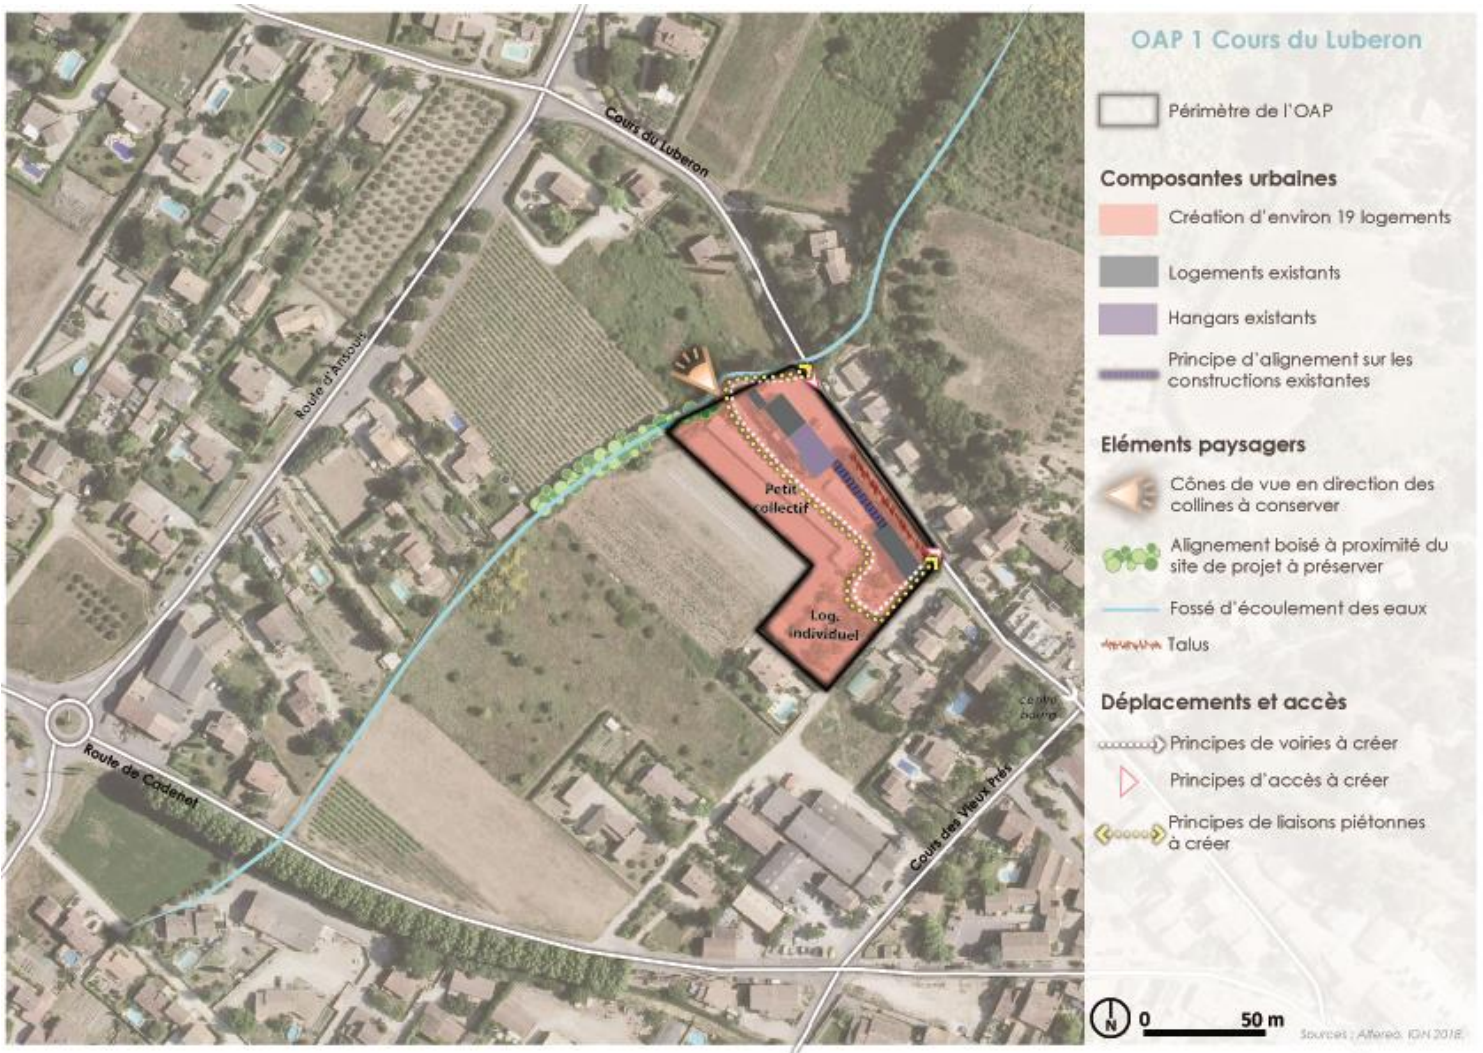 OAP 1 Cours du Luberon
Périmètre de l'OAP
Composantes urbaines
Création d'environ 19 logements
Logements existants
Hangars existants
Principe d'alignement sur les
constructions existantes
Eléments paysagers
Cônes de vue en direction des
collines à conserver
Alignement boisé à proximité du
site de projet à préserver
Fossé d'écoulement des eaux
Talus
Déplacements et accès
Principes de voiries à créer
Principes d'accès à créer
Principes de liaisons piétonnes
à créer
N
0 50 m
Sources : Altereo, IGN 2018.
Cours du Luberon
Route d'Ansouis
Petit
collectif
Log.
individuel
centre
bourg
Route de Cadenet
Cours des Vieux Prés